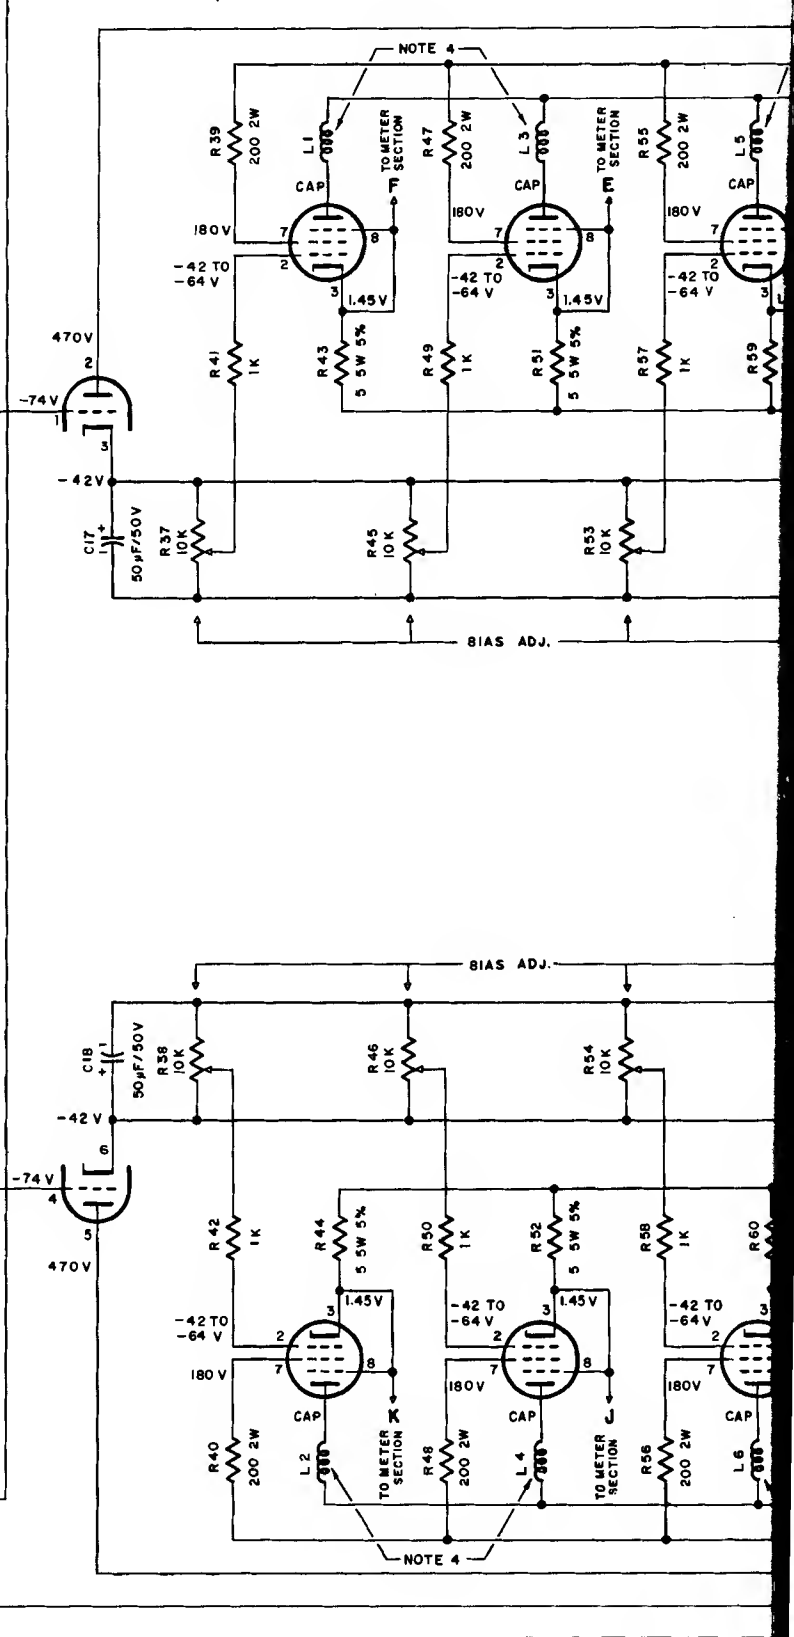 NOTE 4
R39
200 2W
L1
CAP
TO METER
SECTION
F
R47
200 2W
L3
CAP
TO METER
SECTION
E
R55
200 2W
L5
CAP
180V
7
8
-42 TO
-64 V
2
3
1.45V
180V
7
8
-42 TO
-64 V
2
3
1.45V
180V
7
-42 TO
-64 V
2
3
R41
1K
R43
5 5W 5%
R49
1K
R51
5 5W 5%
R57
1K
R59
470V
2
-74V
1
3
-42V
C17
+
-
50µF/50V
R37
10K
R45
10K
R53
10K
BIAS ADJ.
BIAS ADJ.
C18
-
+
50µF/50V
R38
10K
R46
10K
R54
10K
-42V
6
-74V
4
5
470V
R42
1K
R44
5 5W 5%
R50
1K
R52
5 5W 5%
R58
1K
R60
-42 TO
-64 V
2
3
1.45V
180V
7
8
-42 TO
-64 V
2
3
1.45V
180V
7
8
-42 TO
-64 V
2
3
180V
7
CAP
R40
200 2W
L2
K
TO METER
SECTION
CAP
R48
200 2W
L4
J
TO METER
SECTION
CAP
R56
200 2W
L6
NOTE 4